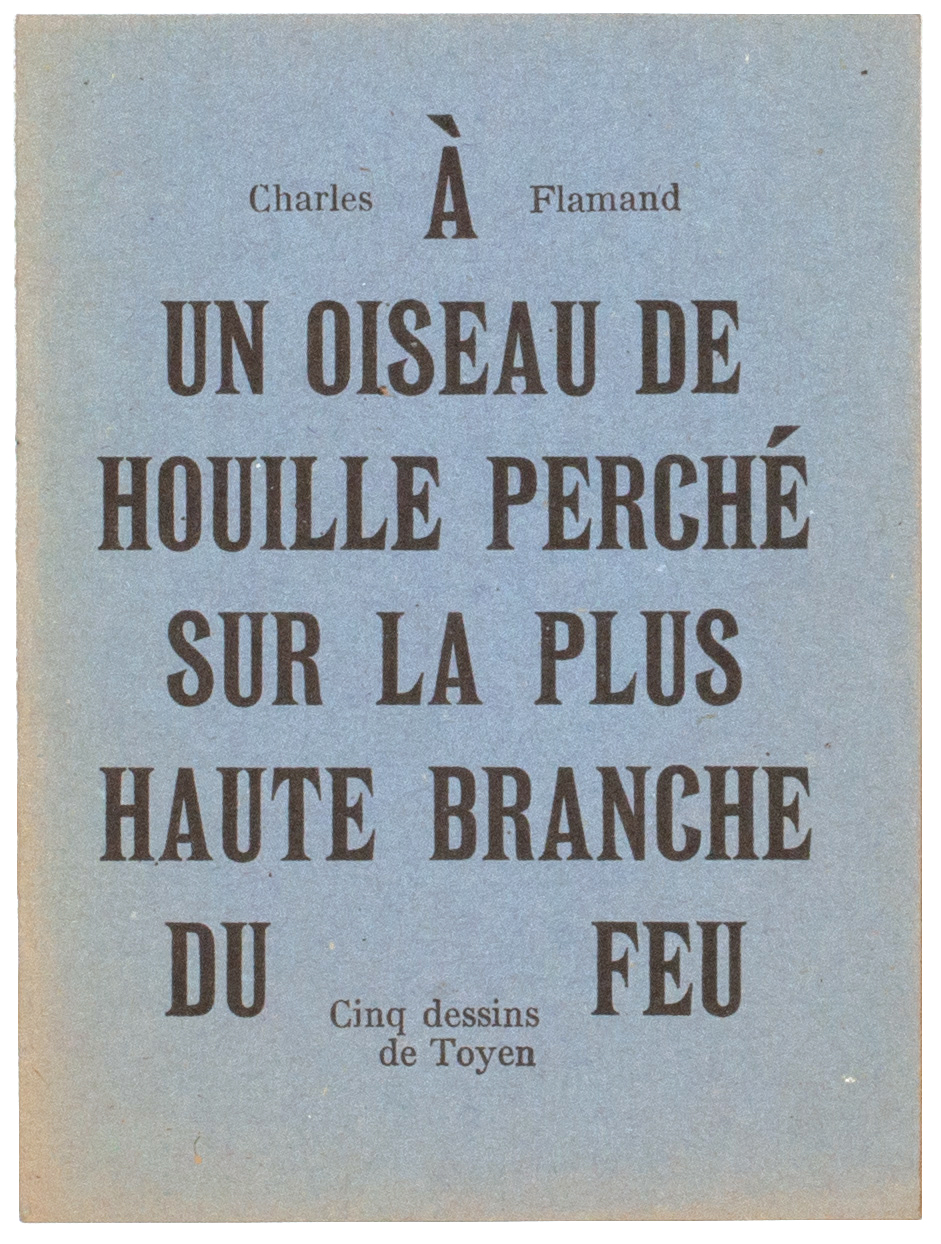 Charles À Flamand
UN OISEAU DE
HOUILLE PERCHÉ
SUR LA PLUS
HAUTE BRANCHE
DU FEU
Cinq dessins
de Toyen